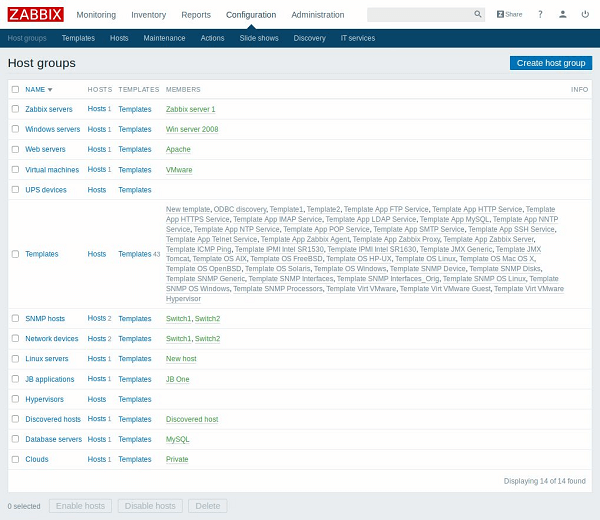 ZABBIX Monitoring Inventory Reports Configuration Administration Z Share ?
Host groups Templates Hosts Maintenance Actions Slide shows Discovery IT services
Host groups Create host group
NAME HOSTS TEMPLATES MEMBERS INFO
Zabbix servers Hosts 1 Templates Zabbix server 1
Windows servers Hosts 1 Templates Win server 2008
Web servers Hosts 1 Templates Apache
Virtual machines Hosts 1 Templates VMware
UPS devices Hosts Templates
New template, ODBC discovery, Template1, Template2, Template App FTP Service, Template App HTTP Service, Template
App HTTPS Service, Template App IMAP Service, Template App LDAP Service, Template App MySQL, Template App NNTP
Service, Template App NTP Service, Template App POP Service, Template App SMTP Service, Template App SSH Service,
Template App Telnet Service, Template App Zabbix Agent, Template App Zabbix Proxy, Template App Zabbix Server,
Template ICMP Ping, Template IPMI Intel SR1530, Template IPMI Intel SR1630, Template JMX Generic, Template JMX
Templates Hosts Templates 43 Tomcat, Template OS AIX, Template OS FreeBSD, Template OS HP-UX, Template OS Linux, Template OS Mac OS X,
Template OS OpenBSD, Template OS Solaris, Template OS Windows, Template SNMP Device, Template SNMP Disks,
Template SNMP Generic, Template SNMP Interfaces, Template SNMP Interfaces_Orig, Template SNMP OS Linux, Template
SNMP OS Windows, Template SNMP Processors, Template Virt VMware, Template Virt VMware Guest, Template Virt VMware
Hypervisor
SNMP hosts Hosts 2 Templates Switch1, Switch2
Network devices Hosts 2 Templates Switch1, Switch2
Linux servers Hosts 1 Templates New host
JB applications Hosts 1 Templates JB One
Hypervisors Hosts Templates
Discovered hosts Hosts 1 Templates Discovered host
Database servers Hosts 1 Templates MySQL
Clouds Hosts 1 Templates Private
Displaying 14 of 14 found
0 selected Enable hosts Disable hosts Delete